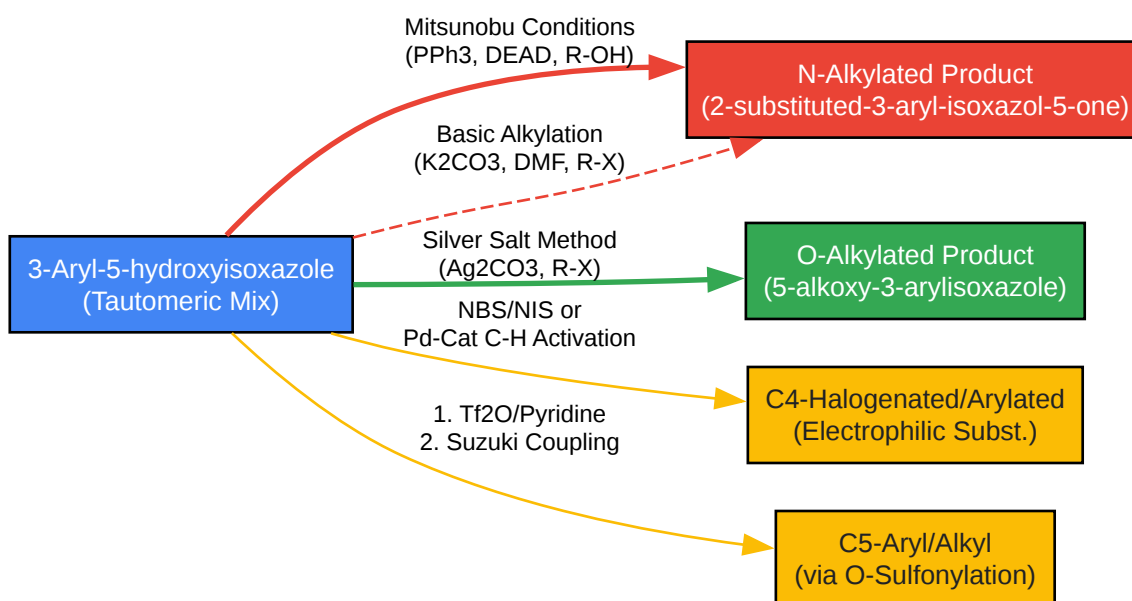 Mitsunobu Conditions
(PPh3, DEAD, R-OH)
N-Alkylated Product
(2-substituted-3-aryl-isoxazol-5-one)
Basic Alkylation
(K2CO3, DMF, R-X)
3-Aryl-5-hydroxyisoxazole
(Tautomeric Mix)
Silver Salt Method
(Ag2CO3, R-X)
O-Alkylated Product
(5-alkoxy-3-arylisoxazole)
NBS/NIS or
Pd-Cat C-H Activation
C4-Halogenated/Arylated
(Electrophilic Subst.)
1. Tf2O/Pyridine
2. Suzuki Coupling
C5-Aryl/Alkyl
(via O-Sulfonylation)